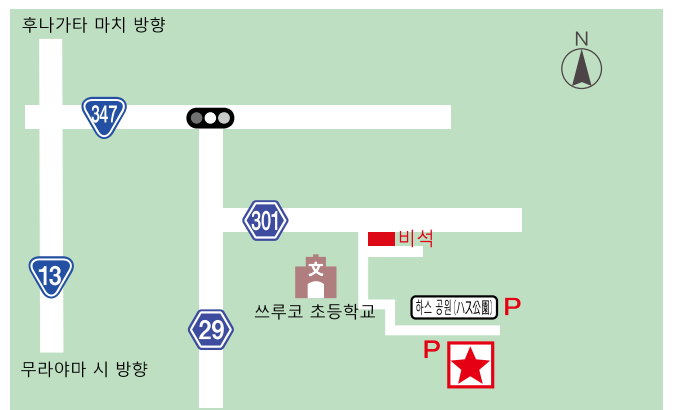 후나가타 마치 방향
N
347
301
비석
13
文
하스 공원 (ハス公園)
P
쓰루코 초등학교
29
P
무라야마 시 방향